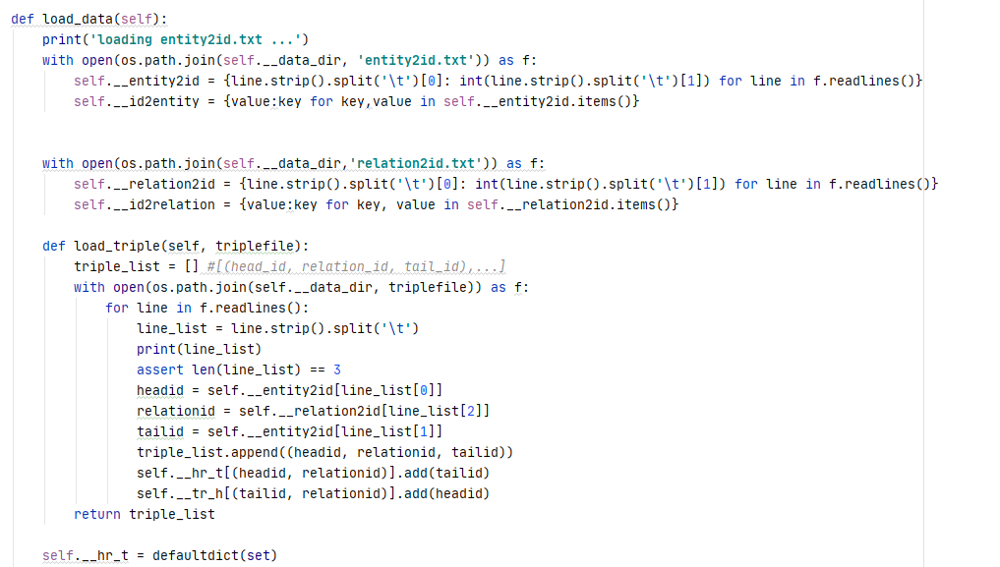 def load_data(self):
    print('loading entity2id.txt ...')
    with open(os.path.join(self.__data_dir, 'entity2id.txt')) as f:
        self.__entity2id = {line.strip().split('\t')[0]: int(line.strip().split('\t')[1]) for line in f.readlines()}
        self.__id2entity = {value:key for key,value in self.__entity2id.items()}
    with open(os.path.join(self.__data_dir,'relation2id.txt')) as f:
        self.__relation2id = {line.strip().split('\t')[0]: int(line.strip().split('\t')[1]) for line in f.readlines()}
        self.__id2relation = {value:key for key, value in self.__relation2id.items()}
    def load_triple(self, triplefile):
        triple_list = [] #[(head_id, relation_id, tail_id),...]
        with open(os.path.join(self.__data_dir, triplefile)) as f:
            for line in f.readlines():
                line_list = line.strip().split('\t')
                print(line_list)
                assert len(line_list) == 3
                headid = self.__entity2id[line_list[0]]
                relationid = self.__relation2id[line_list[2]]
                tailid = self.__entity2id[line_list[1]]
                triple_list.append((headid, relationid, tailid))
                self.__hr_t[(headid, relationid)].add(tailid)
                self.__tr_h[(tailid, relationid)].add(headid)
        return triple_list
    self.__hr_t = defaultdict(set)